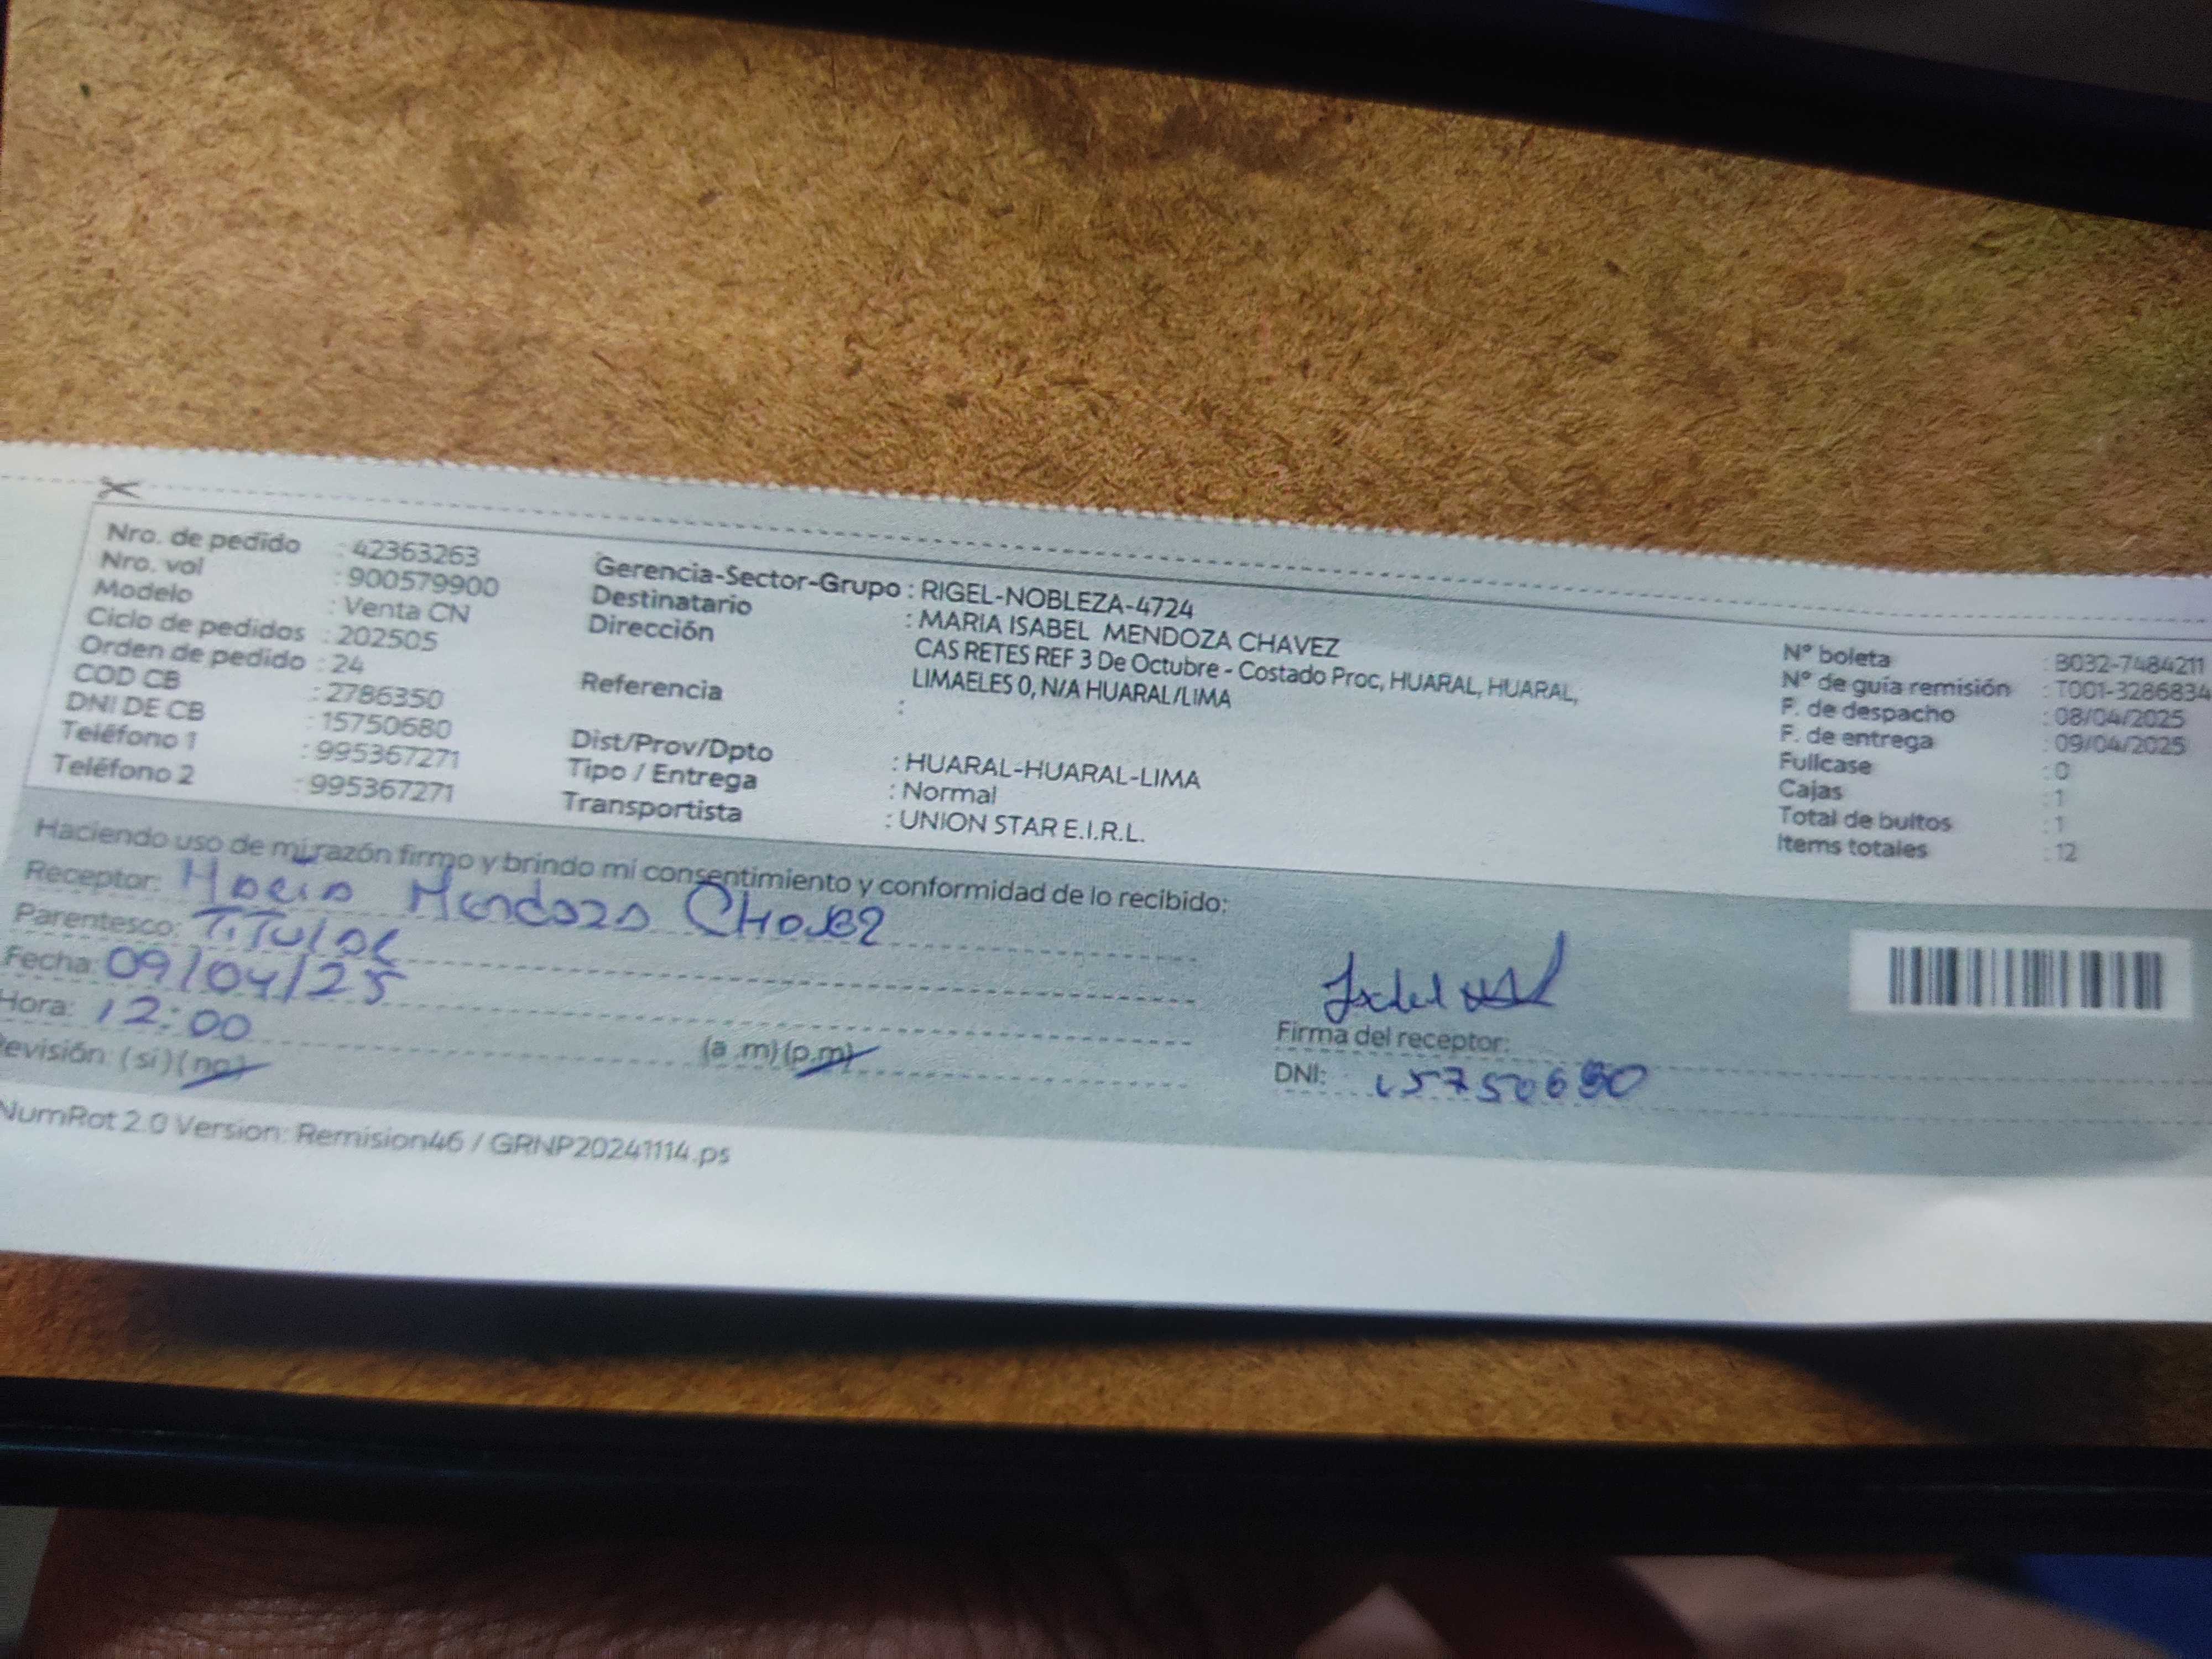 Nro. de pedido : 42363263
Nro. vol : 900579900
Modelo : Venta CN
Ciclo de pedidos : 202505
Orden de pedido : 24
COD CB : 2786350
DNI DE CB : 15750680
Teléfono 1 : 995367271
Teléfono 2 : 995367271
Gerencia-Sector-Grupo : RIGEL-NOBLEZA-4724
Destinatario : MARIA ISABEL MENDOZA CHAVEZ
Dirección : CAS RETES REF 3 De Octubre - Costado Proc, HUARAL, HUARAL,
LIMAELES 0, N/A HUARAL/LIMA
Referencia :
Dist/Prov/Dpto : HUARAL-HUARAL-LIMA
Tipo / Entrega : Normal
Transportista : UNION STAR E.I.R.L.
N° boleta : B032-7484211
N° de guía remisión : T001-3286834
F. de despacho : 08/04/2025
F. de entrega : 09/04/2025
Fullcase : 0
Cajas : 1
Total de bultos : 1
Items totales : 12
Haciendo uso de mi razón firmo y brindo mi consentimiento y conformidad de lo recibido:
Receptor: Maria Mendoza Chavez
Parentesco: Titular
Fecha: 09/04/25
Hora: 12:00 (a .m) (p.m)
evisión: (si) (no)
Firma del receptor:
DNI: 15750680
NumRot 2.0 Version: Remision46 / GRNP20241114.ps